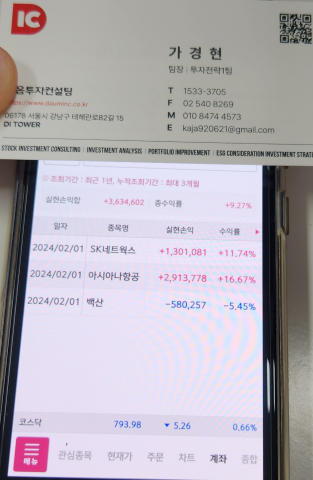 IC
가 경 현
팀장 : 투자전략1팀
음투자컨설팅
https://www.dauminc.co.kr
06178 서울시 강남구 테헤란로82길 15
DI TOWER
T 1533-3705
F 02 540 8269
M 010 8474 4573
E kaja920621@gmail.com
STOCK INVESTMENT CONSULTING | INVESTMENT ANALYSIS | PORTFOLIO IMPROVEMENT | ESG CONSIDERATION INVESTMENT STRATE
조회기간 : 최근 1년, 누적조회기간 : 최대 3개월
실현손익합 +3,634,602 총수익률 +9.27%
일자 종목명 실현손익 수익률
2024/02/01 SK네트웍스 +1,301,081 +11.74%
2024/02/01 아시아나항공 +2,913,778 +16.67%
2024/02/01 백산 -580,257 -5.45%
코스닥 793.98 ▼ 5.26 0.66%
메뉴 관심종목 현재가 주문 차트 계좌 종합